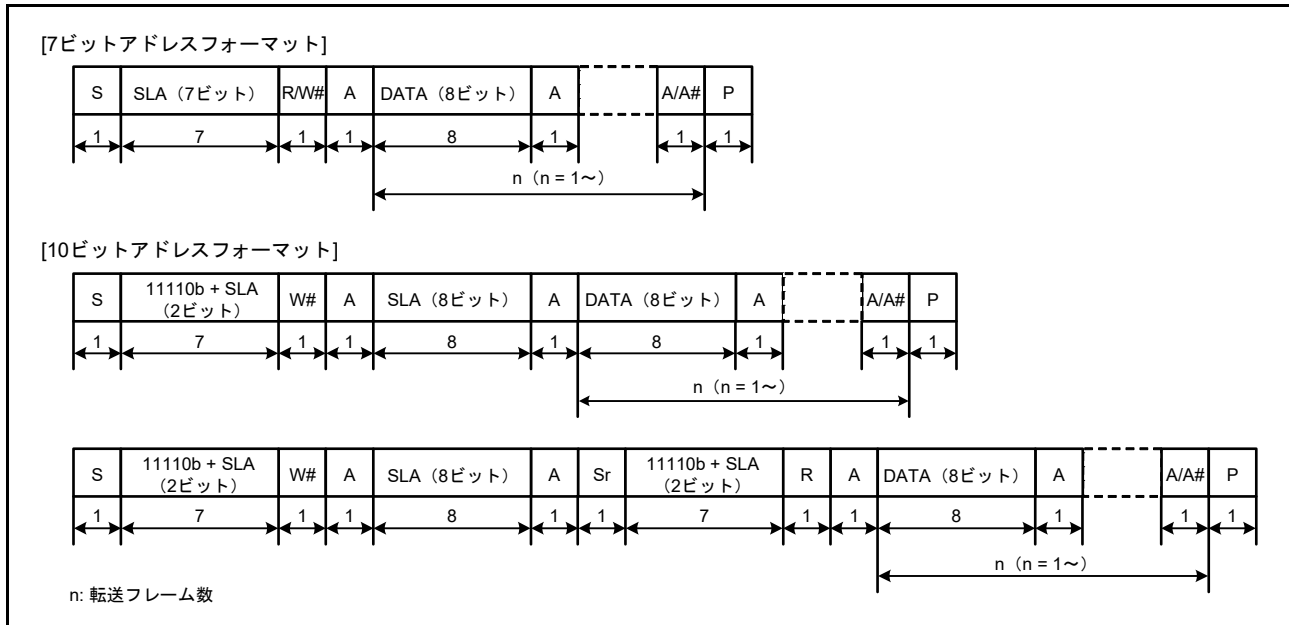 [7ビットアドレスフォーマット]
S SLA（7ビット） R/W# A DATA（8ビット） A A/A# P
1 7 1 1 8 1 1 1
n（n = 1～）
[10ビットアドレスフォーマット]
S 11110b + SLA（2ビット） W# A SLA（8ビット） A DATA（8ビット） A A/A# P
1 7 1 1 8 1 8 1 1 1
n（n = 1～）
S 11110b + SLA（2ビット） W# A SLA（8ビット） A Sr 11110b + SLA（2ビット） R A DATA（8ビット） A A/A# P
1 7 1 1 8 1 1 7 1 1 8 1 1 1
n（n = 1～）
n: 転送フレーム数